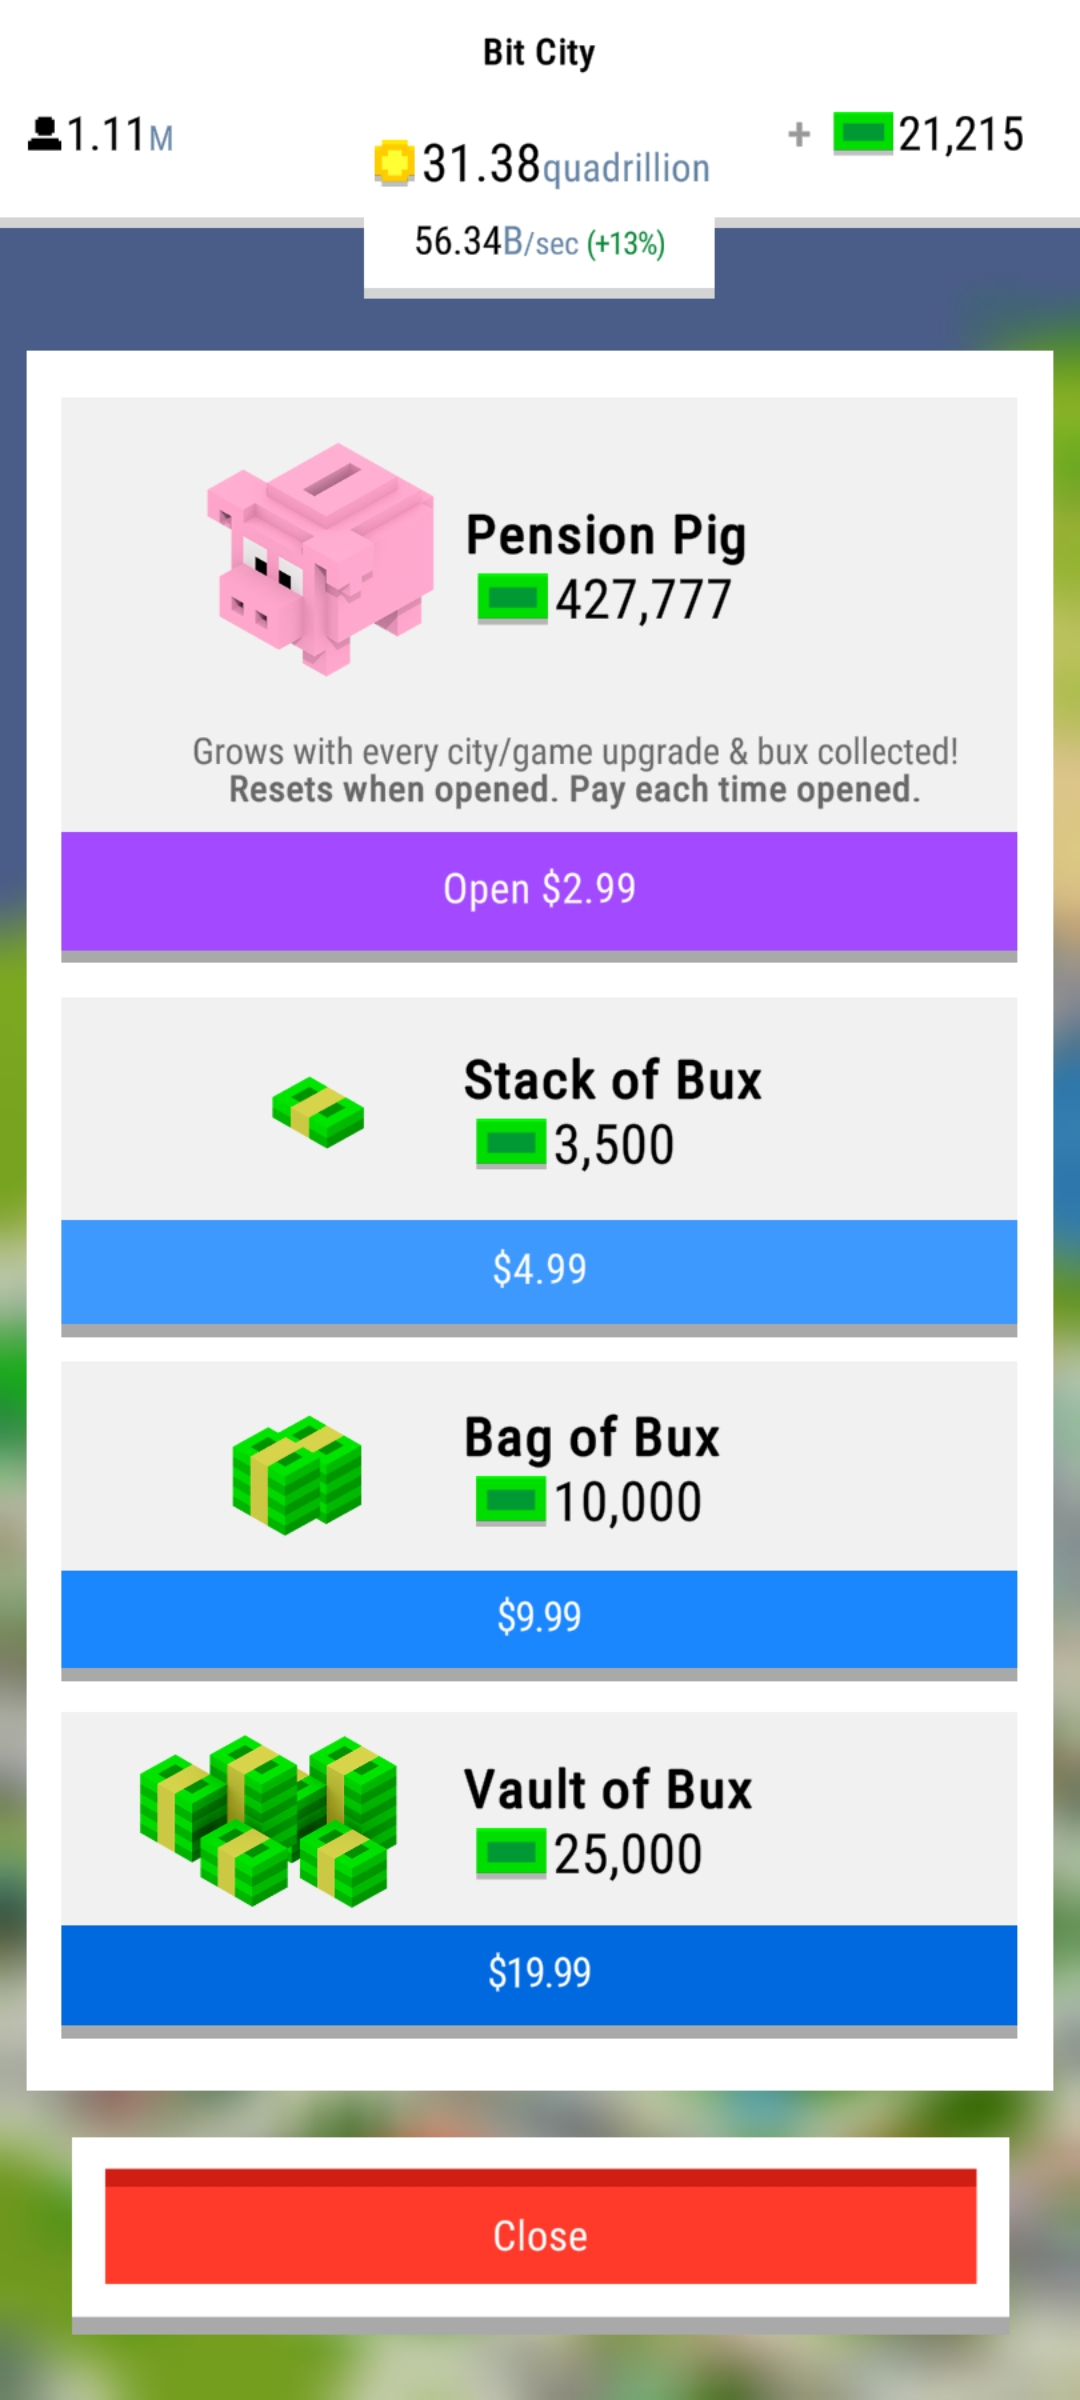 Bit City
1.11M
31.38quadrillion
+ 21,215
56.34B/sec (+13%)
Pension Pig
427,777
Grows with every city/game upgrade & bux collected!
Resets when opened. Pay each time opened.
Open $2.99
Stack of Bux
3,500
$4.99
Bag of Bux
10,000
$9.99
Vault of Bux
25,000
$19.99
Close